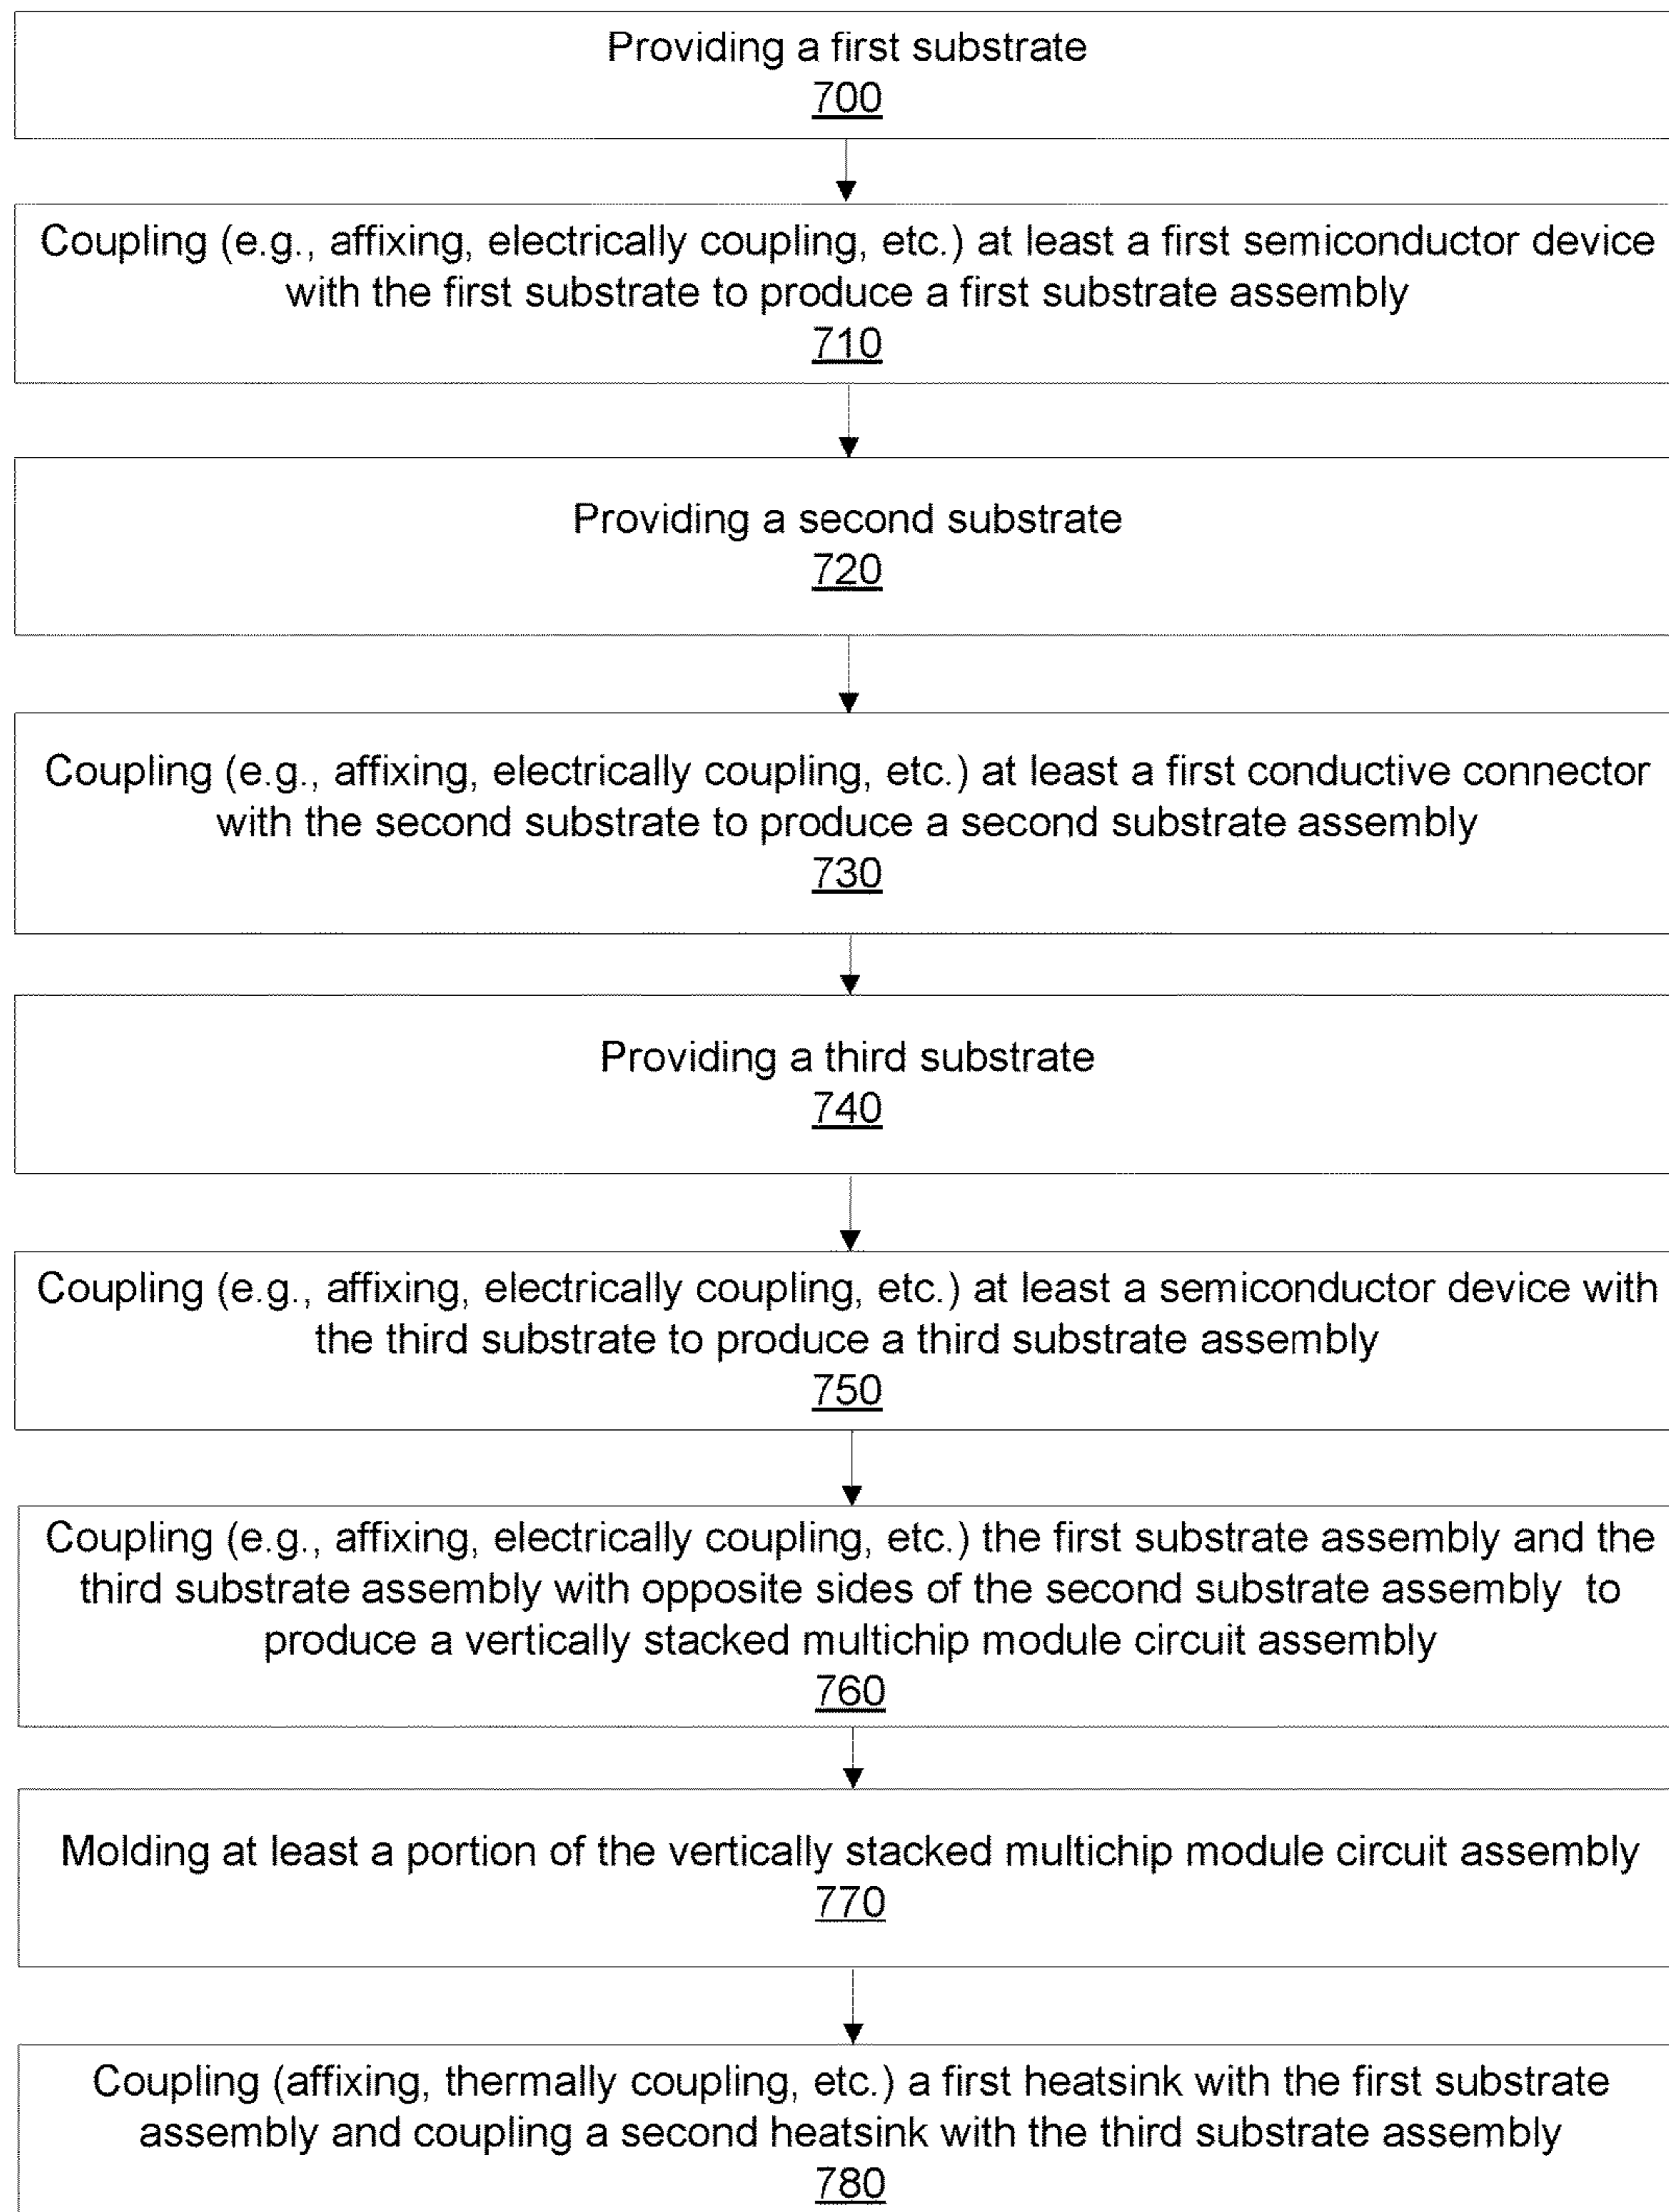 Providing a first substrate
700
Coupling (e.g., affixing, electrically coupling, etc.) at least a first semiconductor device
with the first substrate to produce a first substrate assembly
710
Providing a second substrate
720
Coupling (e.g., affixing, electrically coupling, etc.) at least a first conductive connector
with the second substrate to produce a second substrate assembly
730
Providing a third substrate
740
Coupling (e.g., affixing, electrically coupling, etc.) at least a semiconductor device with
the third substrate to produce a third substrate assembly
750
Coupling (e.g., affixing, electrically coupling, etc.) the first substrate assembly and the
third substrate assembly with opposite sides of the second substrate assembly to
produce a vertically stacked multichip module circuit assembly
760
Molding at least a portion of the vertically stacked multichip module circuit assembly
770
Coupling (affixing, thermally coupling, etc.) a first heatsink with the first substrate
assembly and coupling a second heatsink with the third substrate assembly
780